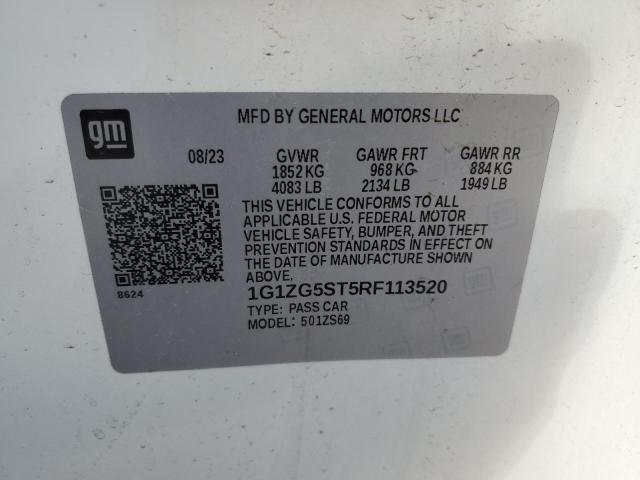 gm
MFD BY GENERAL MOTORS LLC
08/23 GVWR GAWR FRT GAWR RR
1852 KG 968 KG 884 KG
4083 LB 2134 LB 1949 LB
THIS VEHICLE CONFORMS TO ALL
APPLICABLE U.S. FEDERAL MOTOR
VEHICLE SAFETY, BUMPER, AND THEFT
PREVENTION STANDARDS IN EFFECT ON
THE DATE OF MANUFACTURE SHOWN
ABOVE.
8624
1G1ZG5ST5RF113520
TYPE: PASS CAR
MODEL: 501ZS69